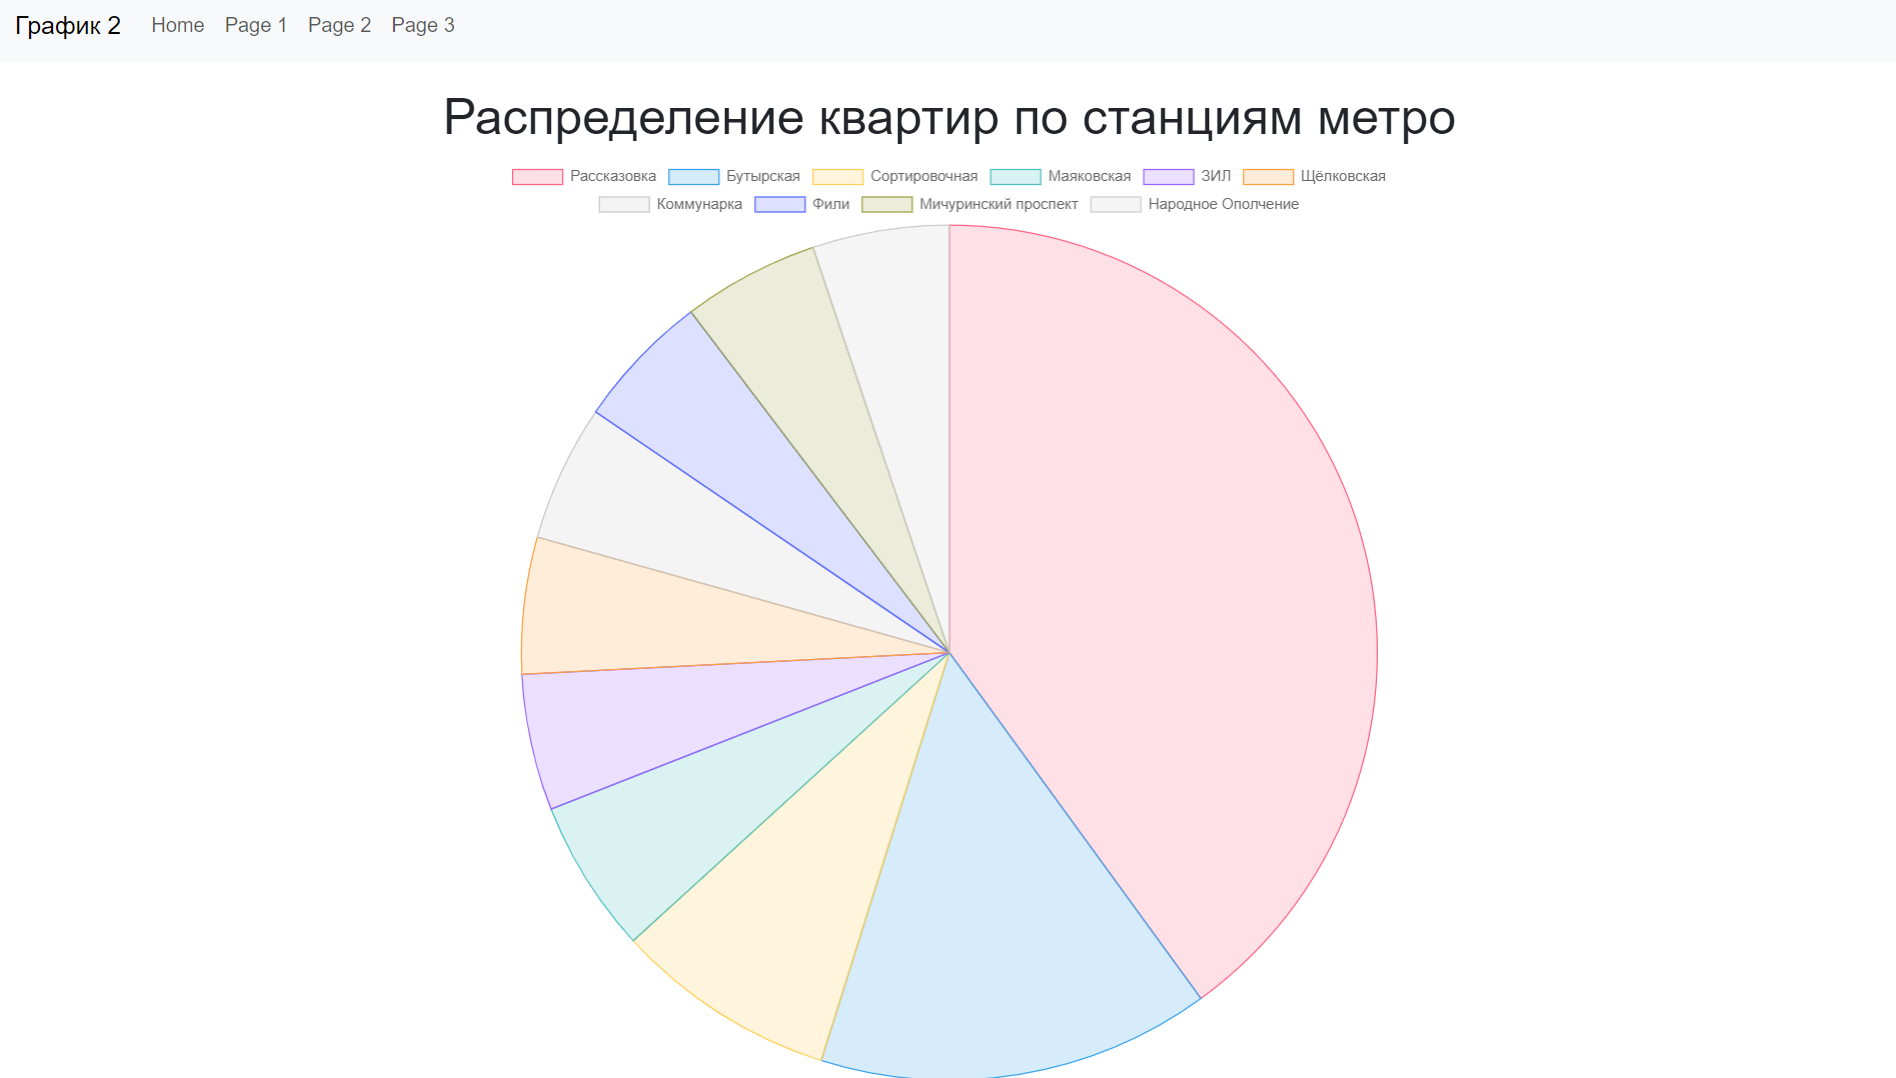 График 2 Home Page 1 Page 2 Page 3
Распределение квартир по станциям метро
Рассказовка Бутырская Сортировочная Маяковская ЗИЛ Щёлковская
Коммунарка Фили Мичуринский проспект Народное Ополчение